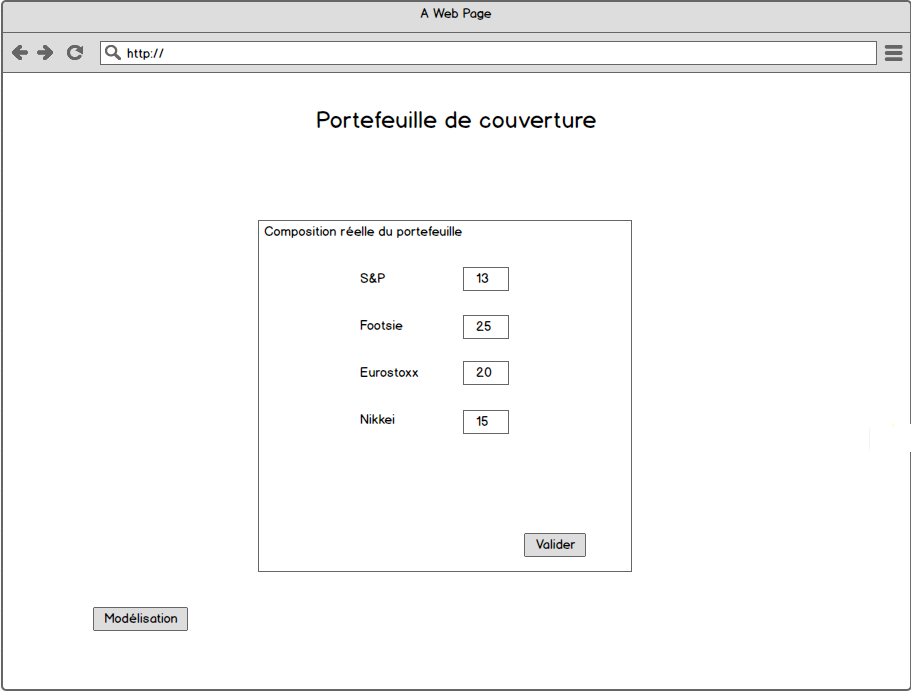 A Web Page
http://
Portefeuille de couverture
Composition réelle du portefeuille
S&P 13
Footsie 25
Eurostoxx 20
Nikkei 15
Valider
Modélisation